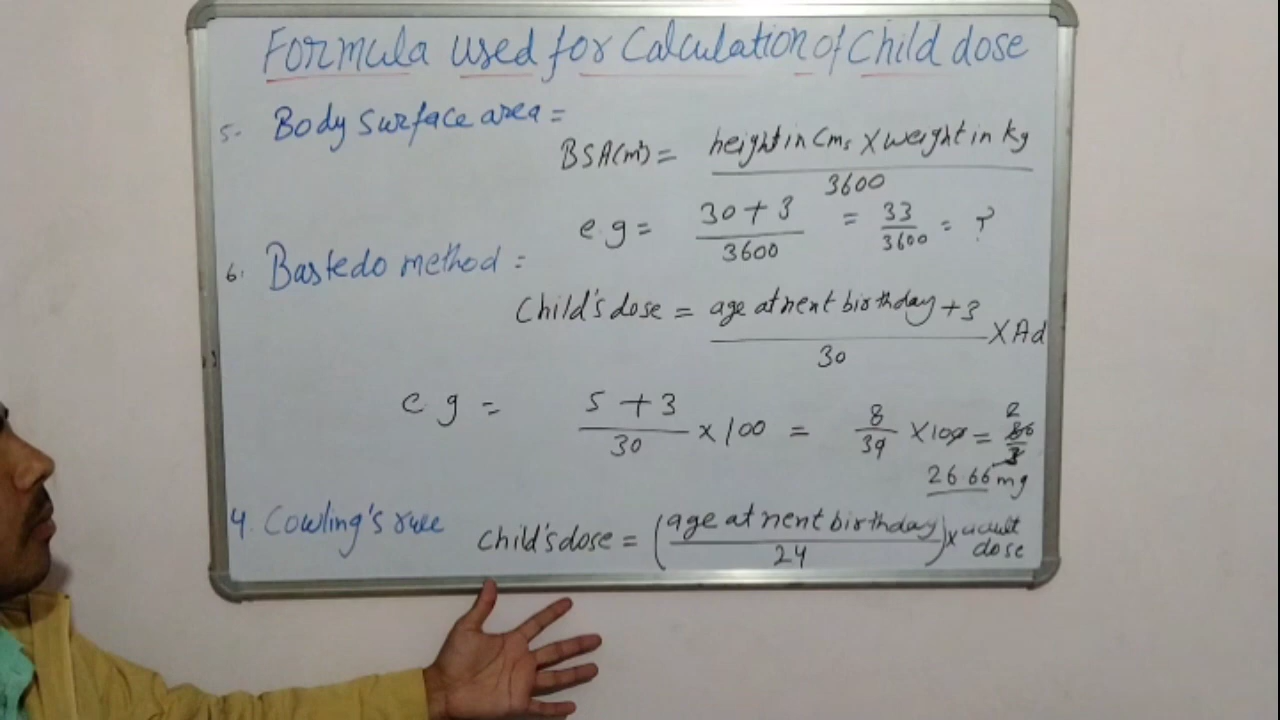 Formula used for Calculation of Child dose
5- Body surface area =
BSA(m²) = height in Cms X weight in kg
3600
e g = 30 + 3 / 3600 = 33 / 3600 = ?
6. Bastedo method =
Child's dose = age at next birthday + 3
30 X Ad
e g = 5 + 3 / 30 x 100 = 8 / 30 X 100 =
26.66 mg
4. Cowling's rule Child's dose = (age at next birthday / 24) x adult dose